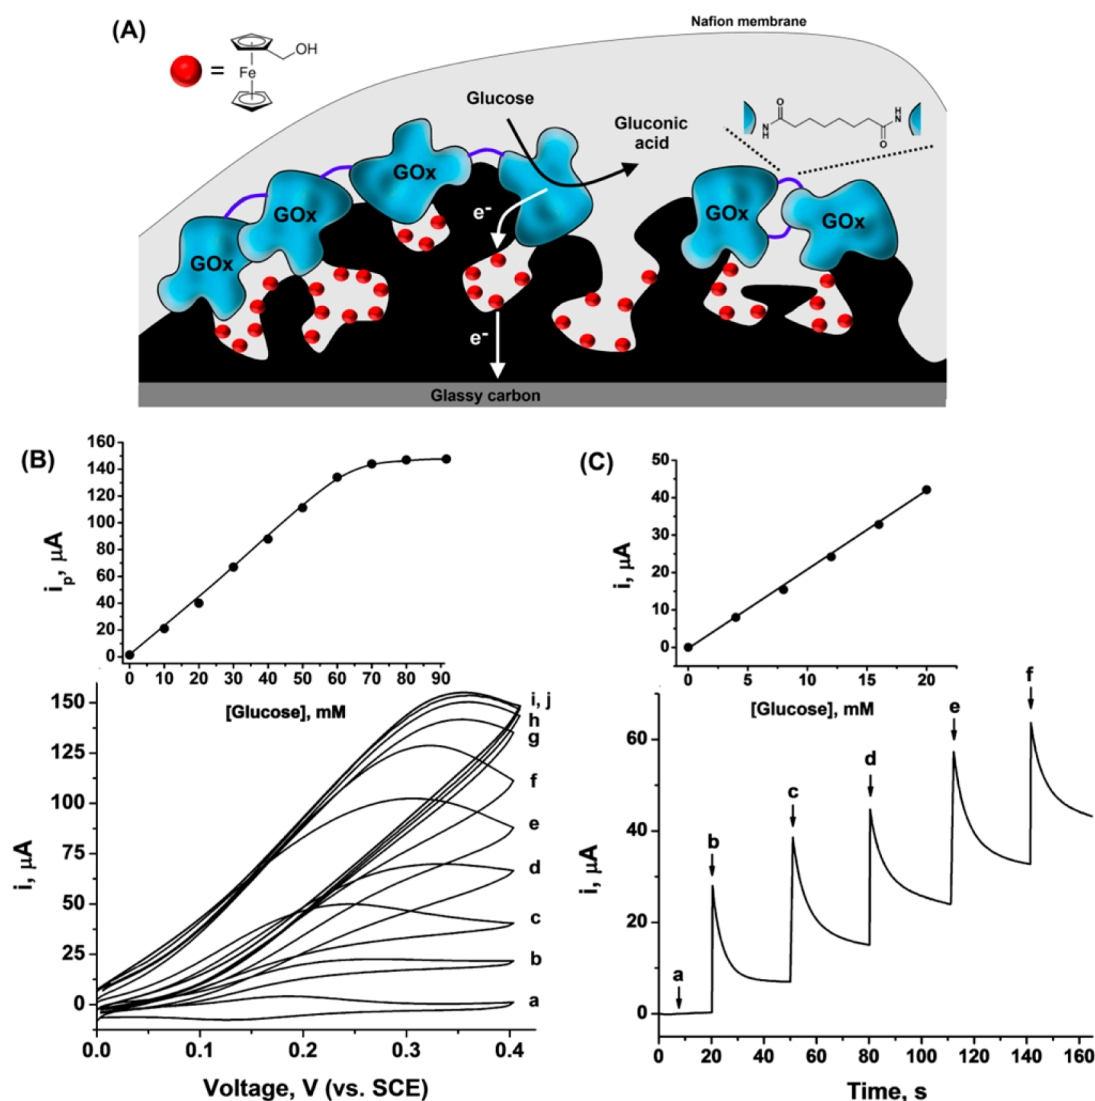 (A)
Nafion membrane
=
OH
Fe
Glucose
Gluconic
acid
O
H
N
N
H
O
GOx
GOx
GOx
GOx
GOx
GOx
e-
e-
Glassy carbon
(B)
160
140
120
100
80
60
40
20
0
ip, μA
0 10 20 30 40 50 60 70 80 90
[Glucose], mM
150
125
100
75
50
25
0
i, μA
i, j
h
g
f
e
d
c
b
a
0.0 0.1 0.2 0.3 0.4
Voltage, V (vs. SCE)
(C)
50
40
30
20
10
0
i, μA
0 5 10 15 20
[Glucose], mM
60
40
20
0
i, μA
a
b
c
d
e
f
0 20 40 60 80 100 120 140 160
Time, s